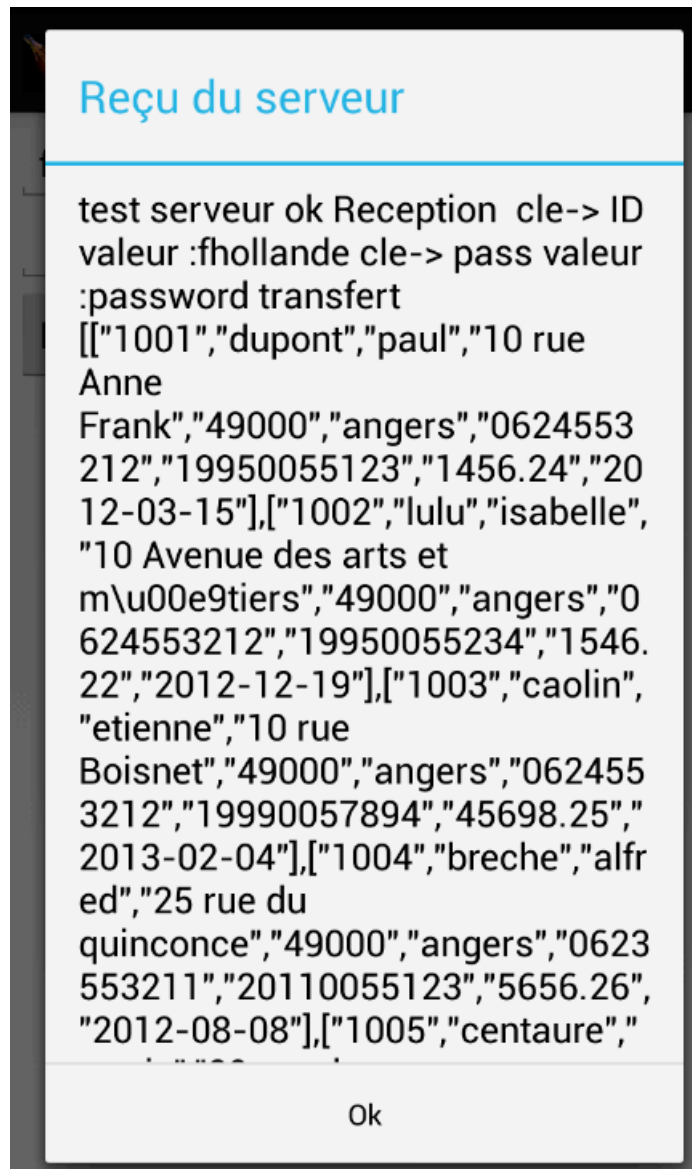 Reçu du serveur
test serveur ok Reception  cle-> ID
valeur :fhollande cle-> pass valeur
:password transfert
[["1001","dupont","paul","10 rue
Anne
Frank","49000","angers","0624553
212","19950055123","1456.24","20
12-03-15"],["1002","lulu","isabelle",
"10 Avenue des arts et
m\u00e9tiers","49000","angers","0
624553212","19950055234","1546.
22","2012-12-19"],["1003","caolin",
"etienne","10 rue
Boisnet","49000","angers","062455
3212","19990057894","45698.25","
2013-02-04"],["1004","breche","alfr
ed","25 rue du
quinconce","49000","angers","0623
553211","20110055123","5656.26",
"2012-08-08"],["1005","centaure","
Ok